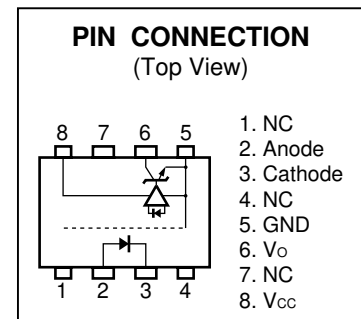 PIN CONNECTION
(Top View)
8 7 6 5
1 2 3 4
1. NC
2. Anode
3. Cathode
4. NC
5. GND
6. Vo
7. NC
8. Vcc